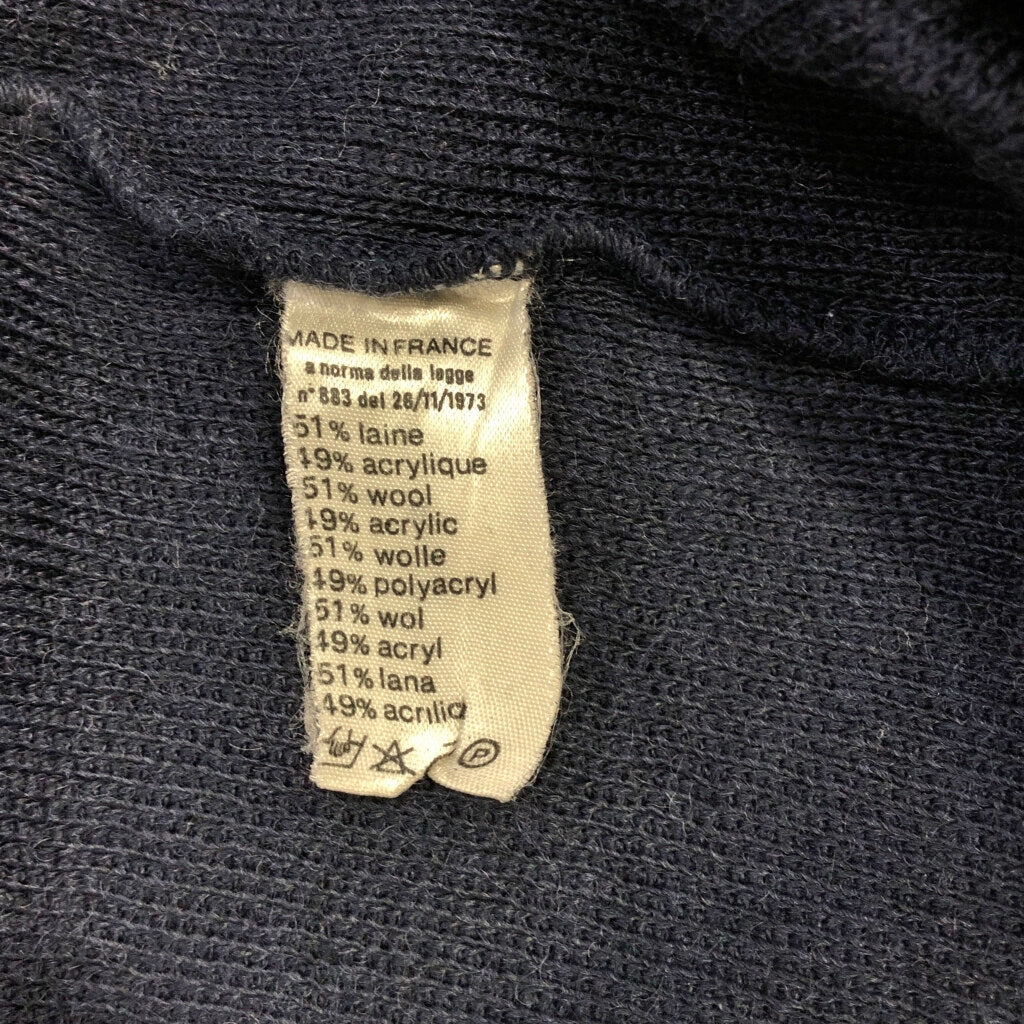 MADE IN FRANCE
a norma della legge
n° 883 del 26/11/1973
51% laine
49% acrylique
51% wool
49% acrylic
51% wolle
49% polyacryl
51% wol
49% acryl
51% lana
49% acrilic
P